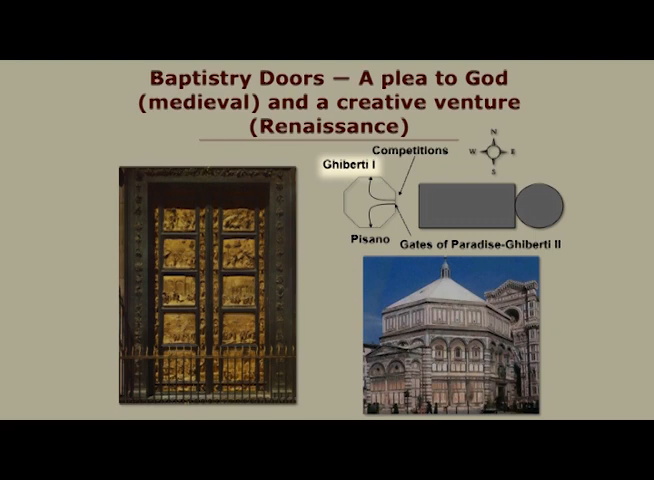 Baptistry Doors — A plea to God
(medieval) and a creative venture
(Renaissance)
Competitions
Ghiberti I
N
W E
S
Pisano
Gates of Paradise-Ghiberti II